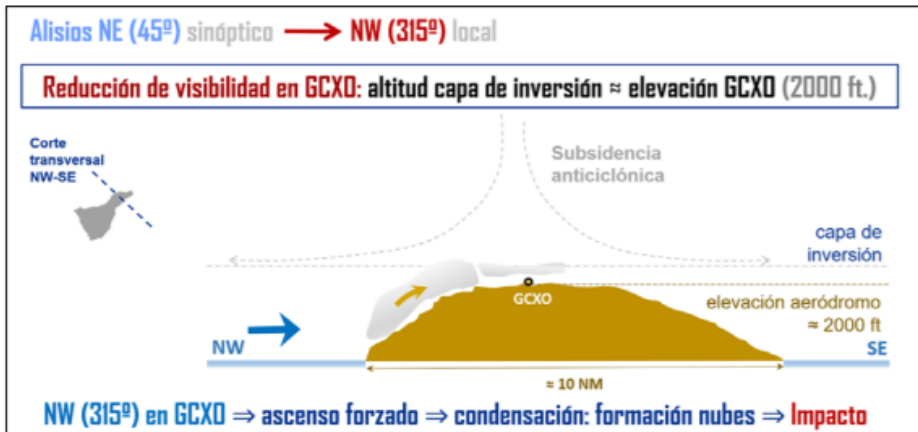 Alisios NE (45º) sinóptico → NW (315º) local
Reducción de visibilidad en GCXO: altitud capa de inversión ≈ elevación GCXO (2000 ft.)
Corte
transversal
NW-SE
Subsidencia
anticiclónica
capa de
inversión
GCXO
elevación aeródromo
≈ 2000 ft
NW
SE
≈ 10 NM
NW (315º) en GCXO ⇒ ascenso forzado ⇒ condensación: formación nubes ⇒ Impacto